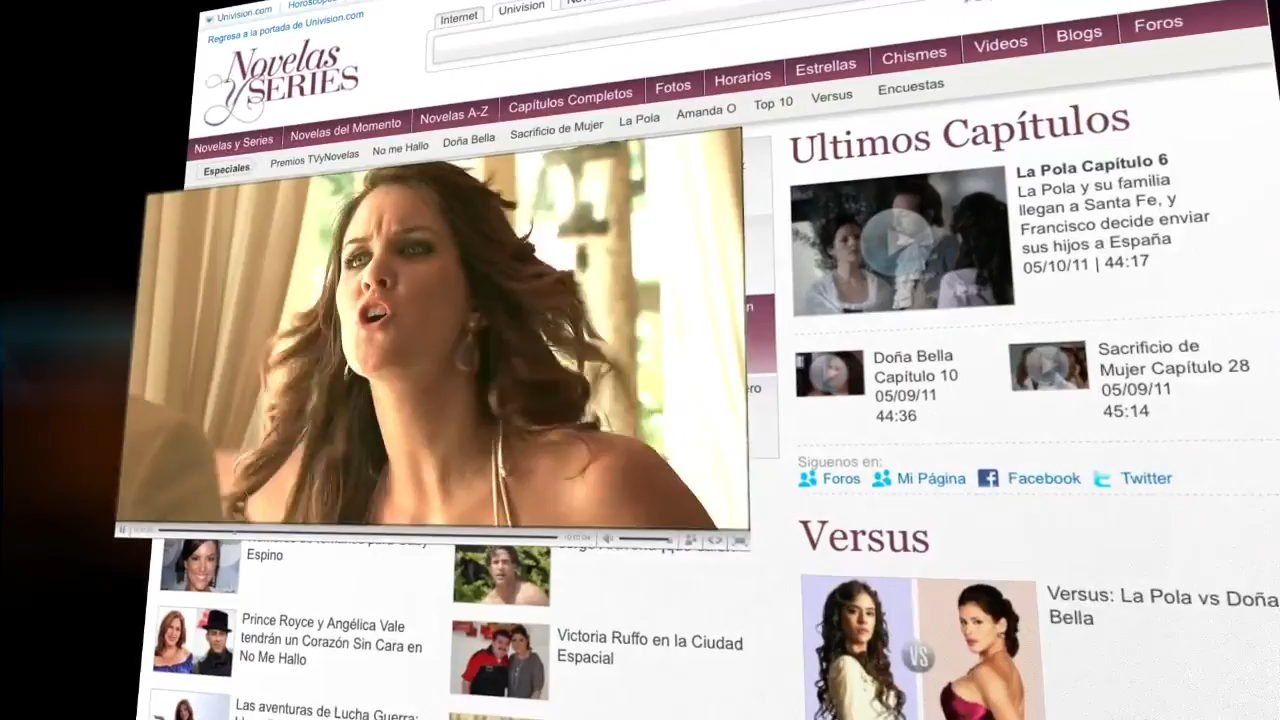 Univision.com
Regresa a la portada de Univision.com
Internet
Univision
Novelas
y SERIES
Novelas y Series
Novelas del Momento
Novelas A-Z
Capítulos Completos
Fotos
Horarios
Estrellas
Chismes
Videos
Blogs
Foros
Especiales
Premios TVyNovelas
No me Hallo
Doña Bella
Sacrificio de Mujer
La Pola
Amanda O
Top 10
Versus
Encuestas
Ultimos Capítulos
La Pola Capítulo 6
La Pola y su familia
llegan a Santa Fe, y
Francisco decide enviar
sus hijos a España
05/10/11 | 44:17
Doña Bella
Capítulo 10
05/09/11
44:36
Sacrificio de
Mujer Capítulo 28
05/09/11
45:14
Siguenos en:
Foros
Mi Página
Facebook
Twitter
Versus
VS
Versus: La Pola vs Doña
Bella
Espino
Prince Royce y Angélica Vale
tendrán un Corazón Sin Cara en
No Me Hallo
Victoria Ruffo en la Ciudad
Espacial
Las aventuras de Lucha Guerra: